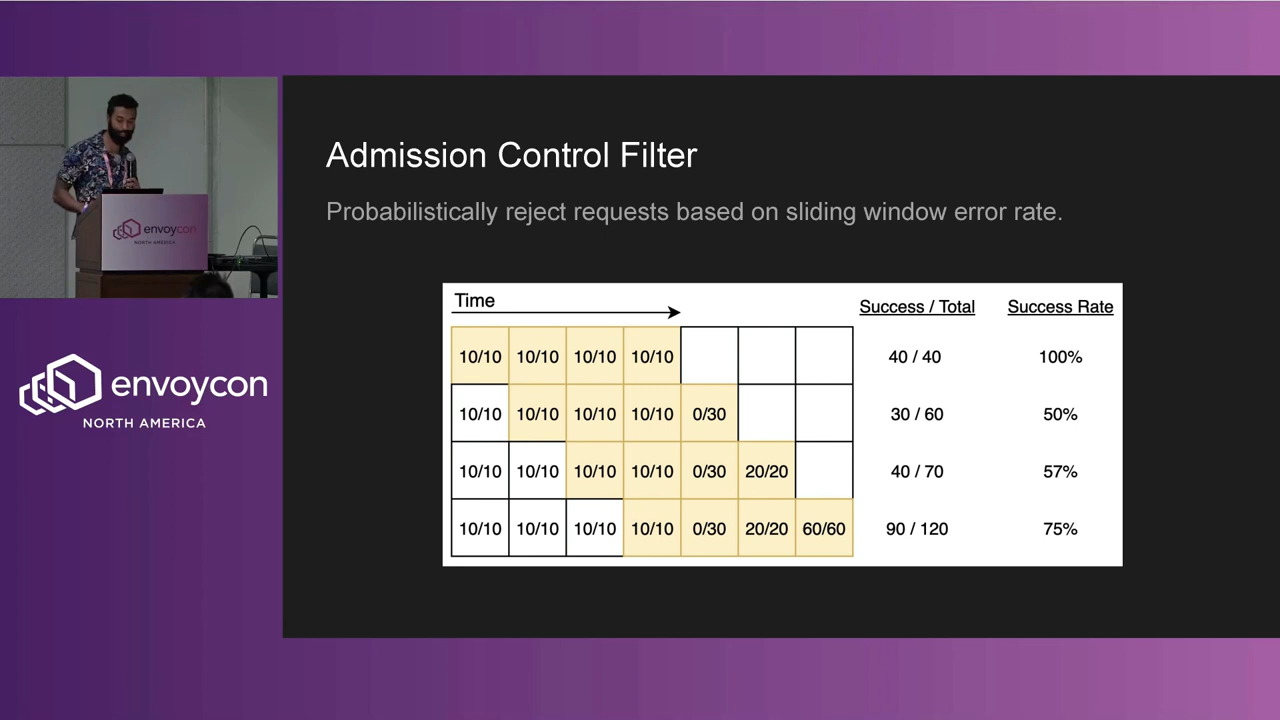 Admission Control Filter
Probabilistically reject requests based on sliding window error rate.
envoycon
NORTH AMERICA
envoycon
NORTH AMERICA
Time
Success / Total
Success Rate
10/10 10/10 10/10 10/10 40 / 40 100%
10/10 10/10 10/10 10/10 0/30 30 / 60 50%
10/10 10/10 10/10 10/10 0/30 20/20 40 / 70 57%
10/10 10/10 10/10 10/10 0/30 20/20 60/60 90 / 120 75%